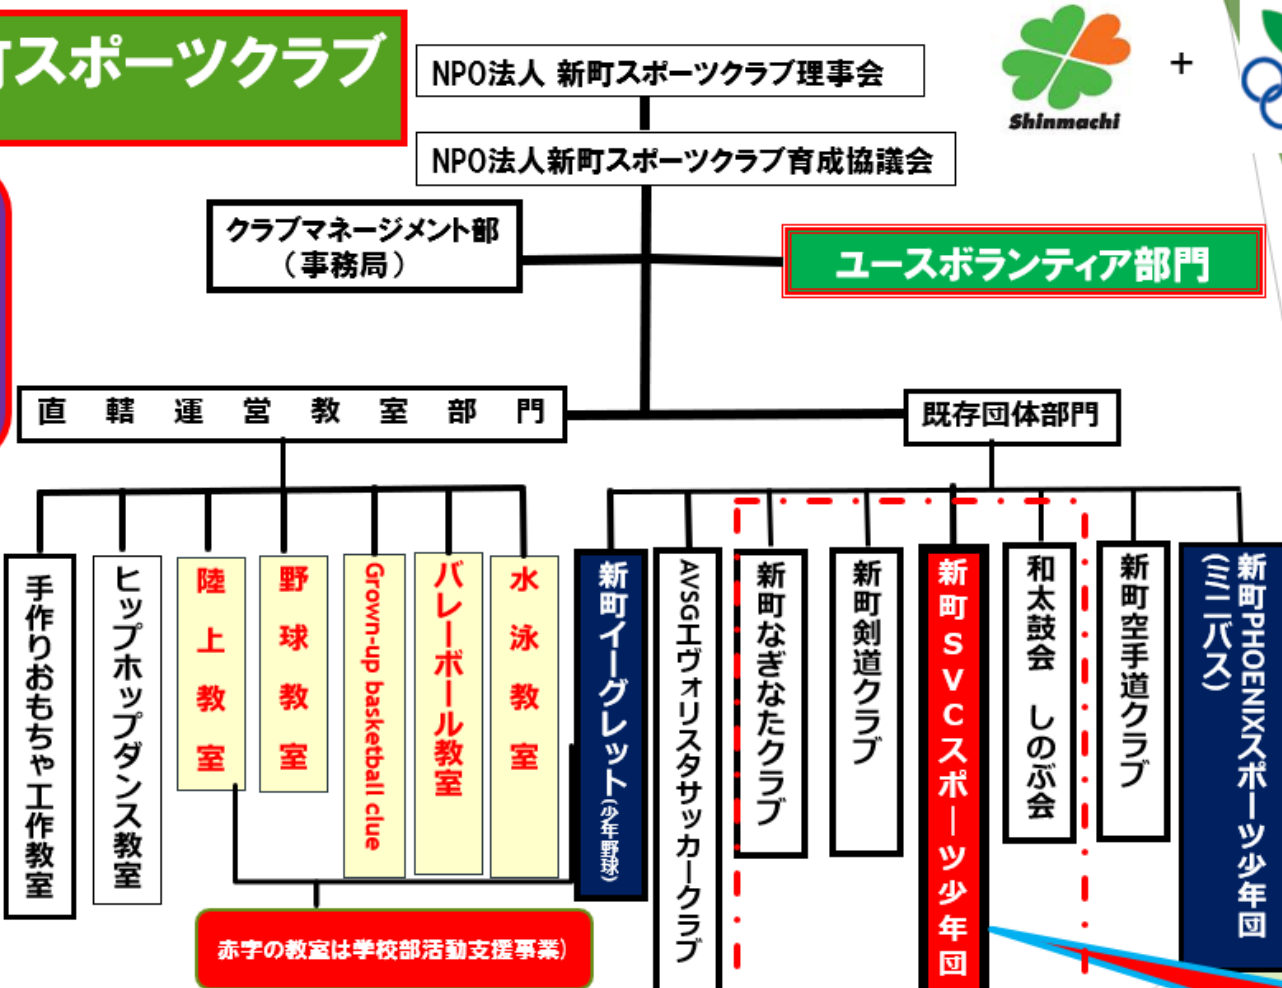 町スポーツクラブ
NPO法人 新町スポーツクラブ理事会
Shinmachi
+
NPO法人新町スポーツクラブ育成協議会
クラブマネージメント部
（事務局）
ユースボランティア部門
直轄運営教室部門
既存団体部門
手作りおもちゃ工作教室
ヒップホップダンス教室
陸上教室
野球教室
Grown-up basketball clue
バレーボール教室
水泳教室
新町イーグレット(少年野球)
AVSGエヴォリスタサッカークラブ
新町なぎなたクラブ
新町剣道クラブ
新町SVCスポーツ少年団
和太鼓会 しのぶ会
新町空手道クラブ
新町PHOENIXスポーツ少年団
(ミニバス)
赤字の教室は学校部活動支援事業)